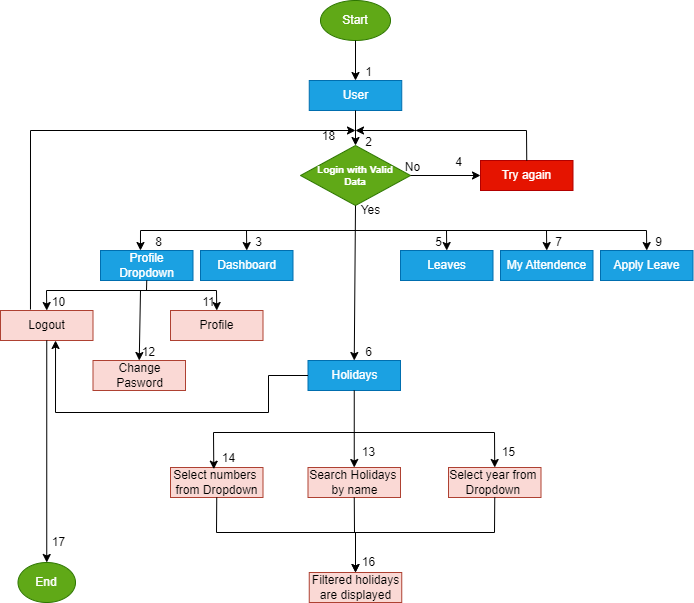 Start
1
User
18
2
Login with Valid
Data
No
4
Try again
Yes
8
3
5
7
9
Profile
Dropdown
Dashboard
Leaves
My Attendence
Apply Leave
10
11
Logout
Profile
12
6
Change
Pasword
Holidays
14
13
15
Select numbers
from Dropdown
Search Holidays
by name
Select year from
Dropdown
17
16
End
Filtered holidays
are displayed